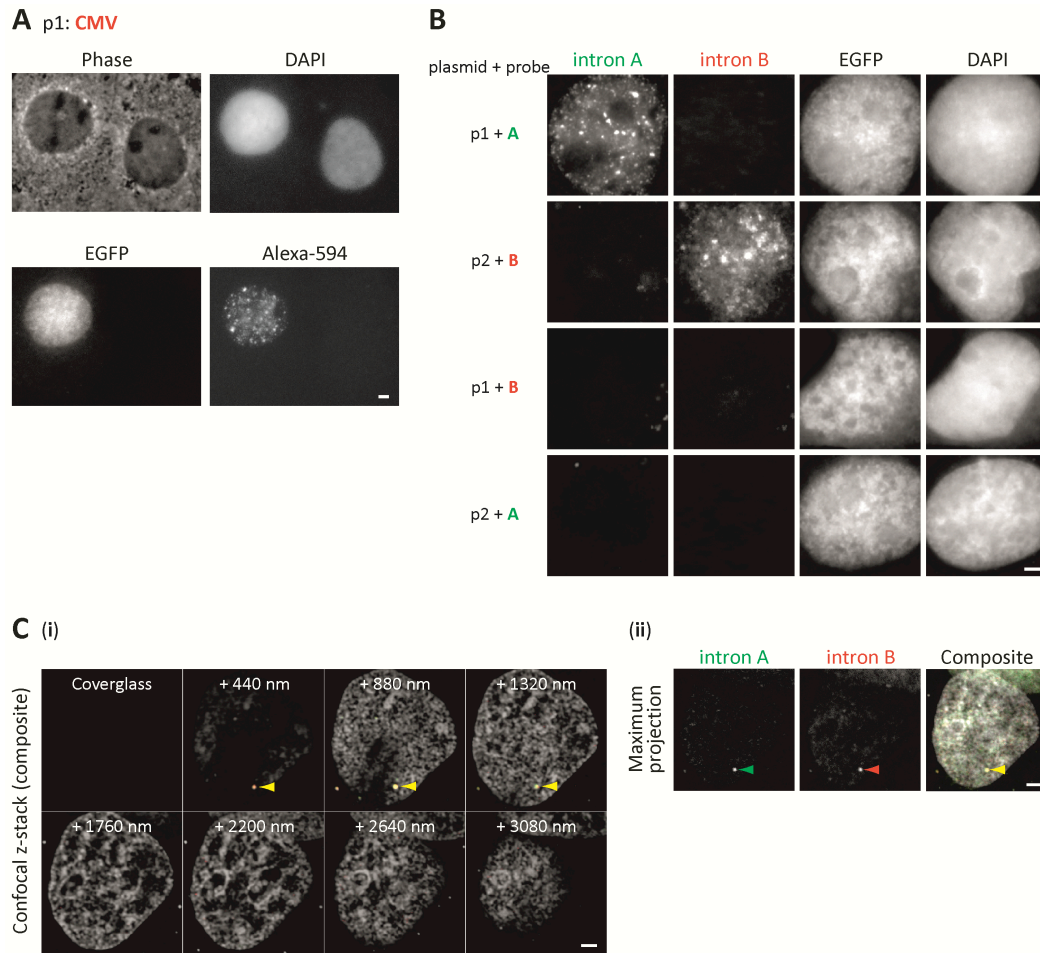 A p1: CMV
Phase DAPI
EGFP Alexa-594
B
plasmid + probe intron A intron B EGFP DAPI
p1 + A
p2 + B
p1 + B
p2 + A
C (i)
Confocal z-stack (composite)
Coverglass + 440 nm + 880 nm + 1320 nm
+ 1760 nm + 2200 nm + 2640 nm + 3080 nm
(ii)
intron A intron B Composite
Maximum
projection